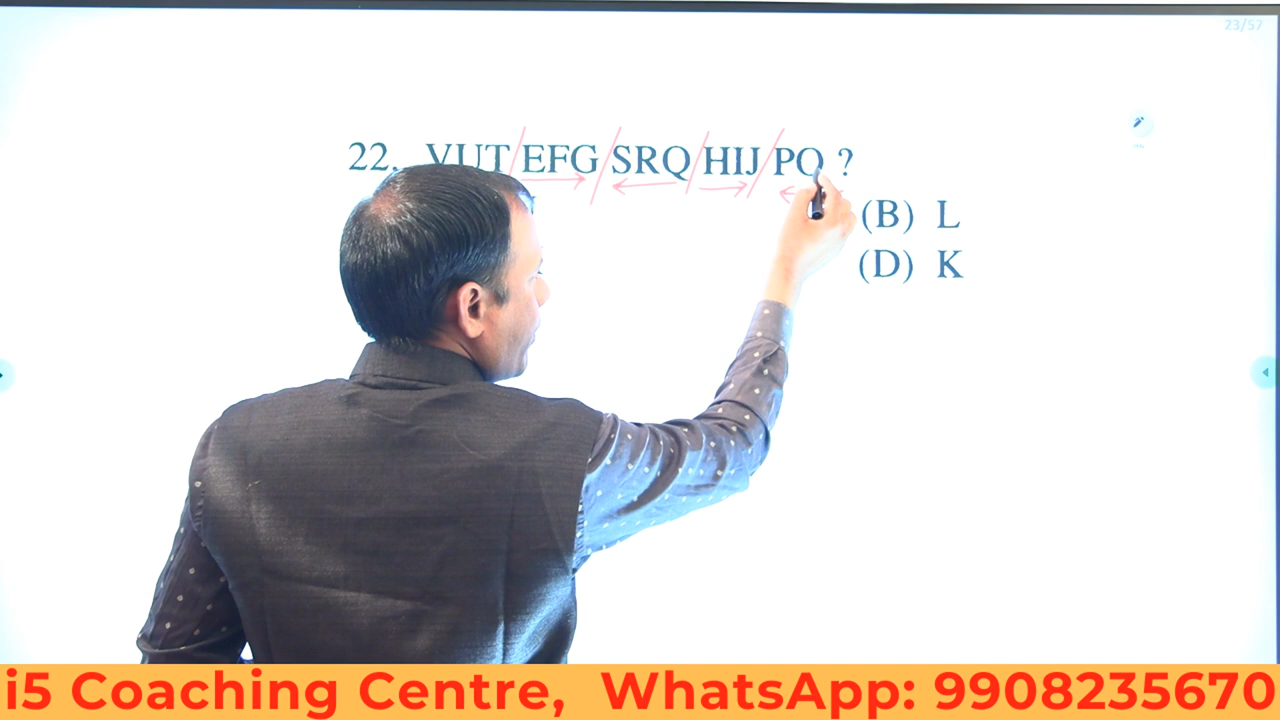 23/57
22. VUT EFG SRQ HIJ PO ?
(B) L
(D) K
i5 Coaching Centre, WhatsApp: 9908235670